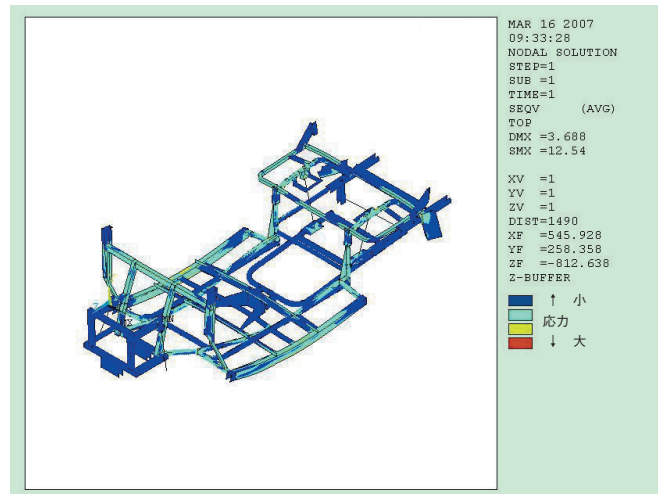 MAR 16 2007
09:33:28
NODAL SOLUTION
STEP=1
SUB =1
TIME=1
SEQV (AVG)
TOP
DMX =3.688
SMX =12.54
XV =1
YV =1
ZV =1
DIST=1490
XF =545.928
YF =258.358
ZF =-812.638
Z-BUFFER
↑ 小
応力
↓ 大